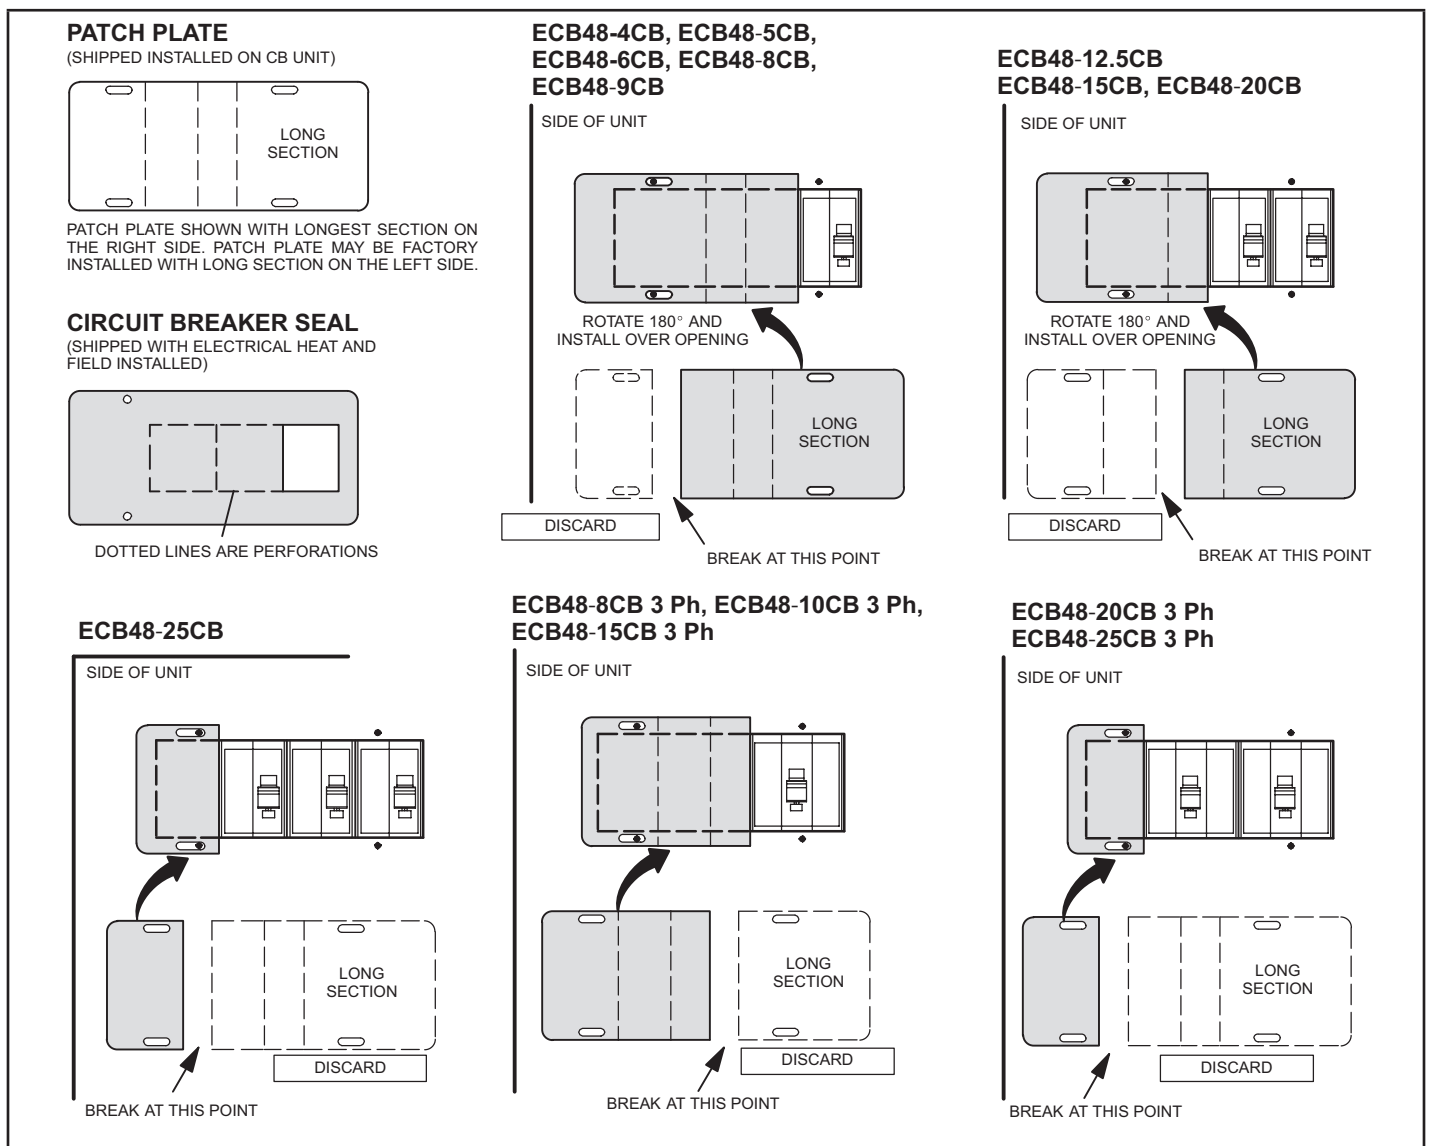 PATCH PLATE
(SHIPPED INSTALLED ON CB UNIT)
LONG
SECTION
PATCH PLATE SHOWN WITH LONGEST SECTION ON
THE RIGHT SIDE. PATCH PLATE MAY BE FACTORY
INSTALLED WITH LONG SECTION ON THE LEFT SIDE.
CIRCUIT BREAKER SEAL
(SHIPPED WITH ELECTRICAL HEAT AND
FIELD INSTALLED)
DOTTED LINES ARE PERFORATIONS
ECB48-4CB, ECB48-5CB,
ECB48-6CB, ECB48-8CB,
ECB48-9CB
SIDE OF UNIT
ROTATE 180° AND
INSTALL OVER OPENING
LONG
SECTION
DISCARD
BREAK AT THIS POINT
ECB48-12.5CB
ECB48-15CB, ECB48-20CB
SIDE OF UNIT
ROTATE 180° AND
INSTALL OVER OPENING
LONG
SECTION
DISCARD
BREAK AT THIS POINT
ECB48-25CB
SIDE OF UNIT
LONG
SECTION
DISCARD
BREAK AT THIS POINT
ECB48-8CB 3 Ph, ECB48-10CB 3 Ph,
ECB48-15CB 3 Ph
SIDE OF UNIT
LONG
SECTION
DISCARD
BREAK AT THIS POINT
ECB48-20CB 3 Ph
ECB48-25CB 3 Ph
SIDE OF UNIT
LONG
SECTION
DISCARD
BREAK AT THIS POINT